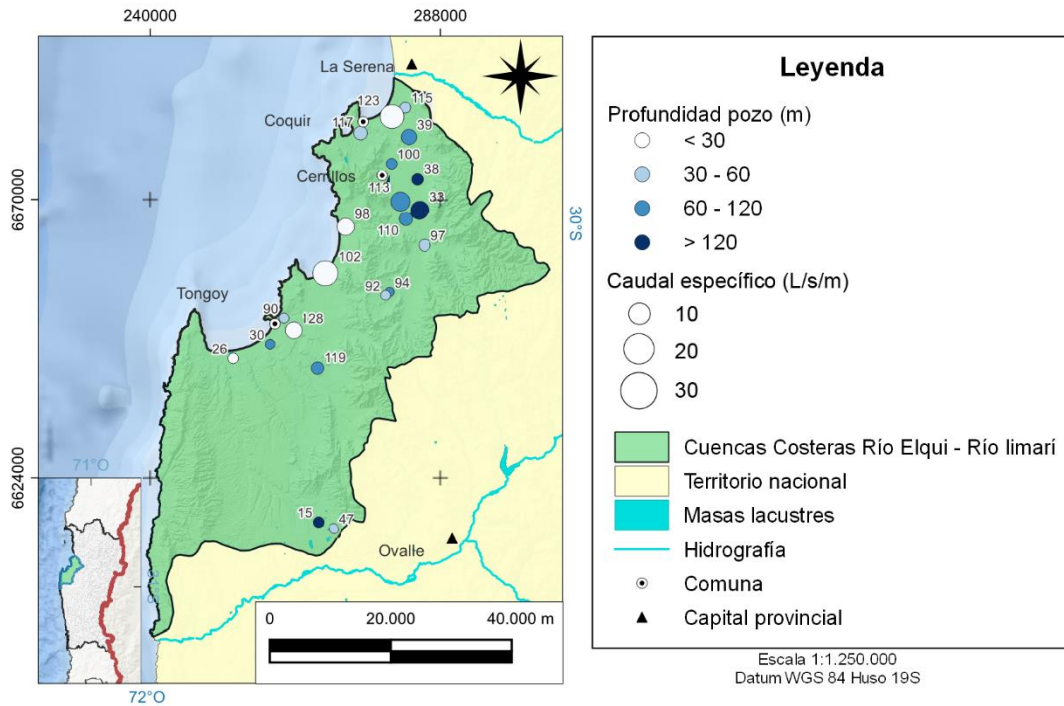 240000
288000
La Serena
123
115
117
Coquir
39
100
38
Cerrillos
113
6670000
33
98
110
30°S
97
102
Tongoy
92
94
90
128
30
26
119
6624000
71°O
15
47
Ovalle
0
20.000
40.000 m
72°O
Leyenda
Profundidad pozo (m)
< 30
30 - 60
60 - 120
> 120
Caudal específico (L/s/m)
10
20
30
Cuencas Costeras Río Elqui - Río limarí
Territorio nacional
Masas lacustres
Hidrografía
Comuna
Capital provincial
Escala 1:1.250.000
Datum WGS 84 Huso 19S